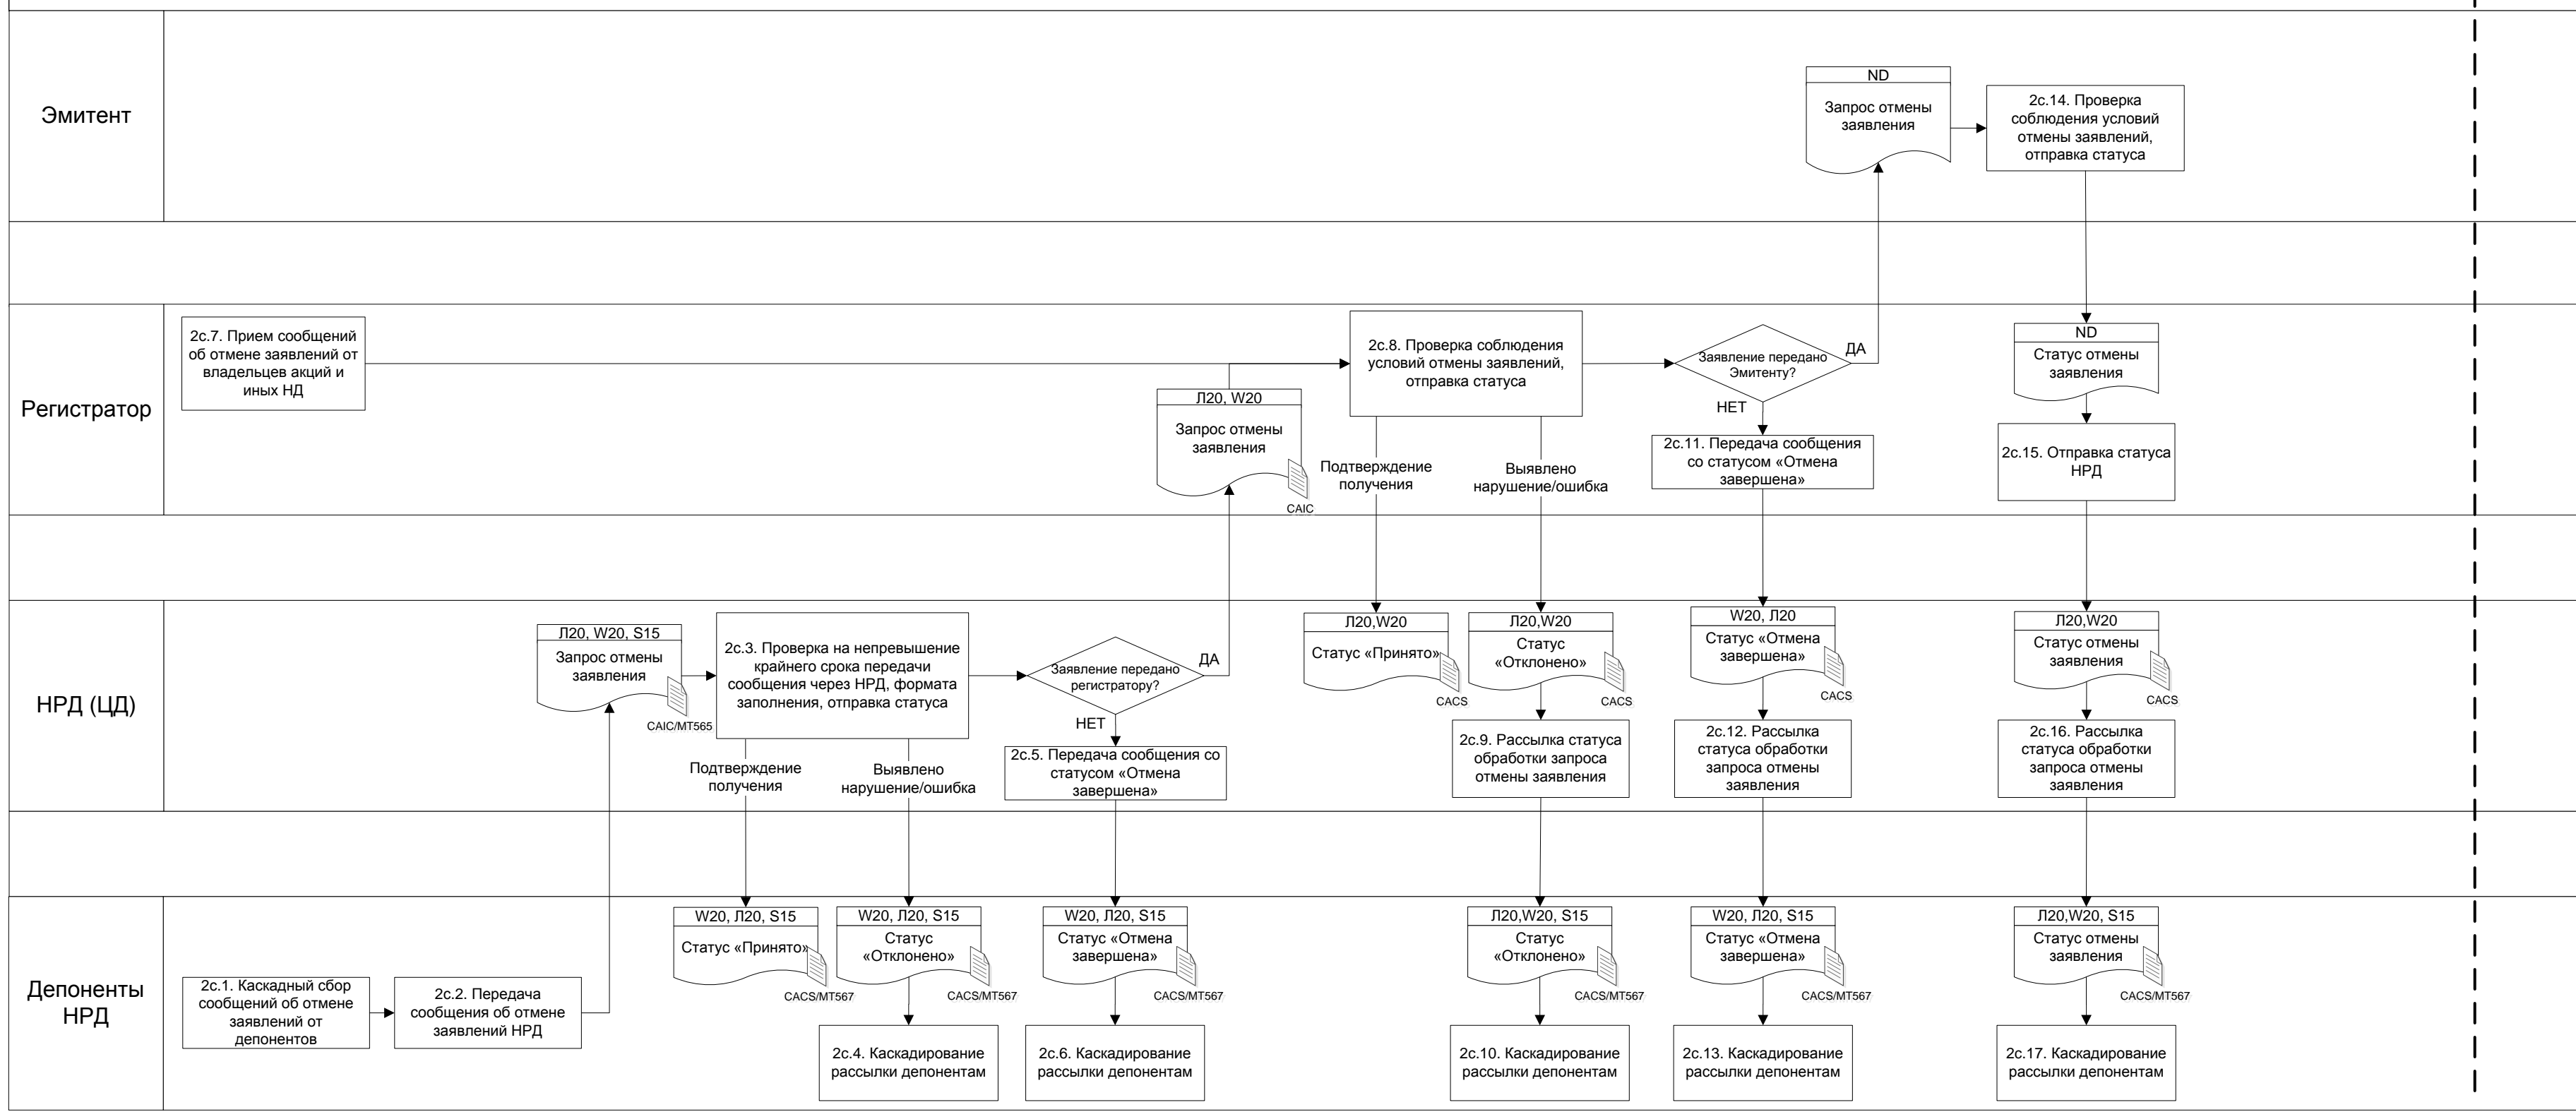 Эмитент
ND
Запрос отмены
заявления
2с.14. Проверка
соблюдения условий
отмены заявлений,
отправка статуса
Регистратор
2с.7. Прием сообщений
об отмене заявлений от
владельцев акций и
иных НД
Л20, W20
Запрос отмены
заявления
CAIC
2с.8. Проверка соблюдения
условий отмены заявлений,
отправка статуса
Подтверждение
получения
Выявлено
нарушение/ошибка
Заявление передано
Эмитенту?
ДА
НЕТ
2с.11. Передача сообщения
со статусом «Отмена
завершена»
ND
Статус отмены
заявления
2с.15. Отправка статуса
НРД
НРД (ЦД)
Л20, W20, S15
Запрос отмены
заявления
CAIC/MT565
2с.3. Проверка на непревышение
крайнего срока передачи
сообщения через НРД, формата
заполнения, отправка статуса
Подтверждение
получения
Выявлено
нарушение/ошибка
Заявление передано
регистратору?
ДА
НЕТ
2с.5. Передача сообщения со
статусом «Отмена
завершена»
Л20,W20
Статус «Принято»
CACS
Л20,W20
Статус
«Отклонено»
CACS
2с.9. Рассылка статуса
обработки запроса
отмены заявления
W20, Л20
Статус «Отмена
завершена»
CACS
2с.12. Рассылка
статуса обработки
запроса отмены
заявления
Л20,W20
Статус отмены
заявления
CACS
2с.16. Рассылка
статуса обработки
запроса отмены
заявления
Депоненты
НРД
2с.1. Каскадный сбор
сообщений об отмене
заявлений от
депонентов
2с.2. Передача
сообщения об отмене
заявлений НРД
W20, Л20, S15
Статус «Принято»
CACS/MT567
W20, Л20, S15
Статус
«Отклонено»
CACS/MT567
2с.4. Каскадирование
рассылки депонентам
W20, Л20, S15
Статус «Отмена
завершена»
CACS/MT567
2с.6. Каскадирование
рассылки депонентам
Л20,W20, S15
Статус
«Отклонено»
CACS/MT567
2с.10. Каскадирование
рассылки депонентам
W20, Л20, S15
Статус «Отмена
завершена»
CACS/MT567
2с.13. Каскадирование
рассылки депонентам
Л20,W20, S15
Статус отмены
заявления
CACS/MT567
2с.17. Каскадирование
рассылки депонентам